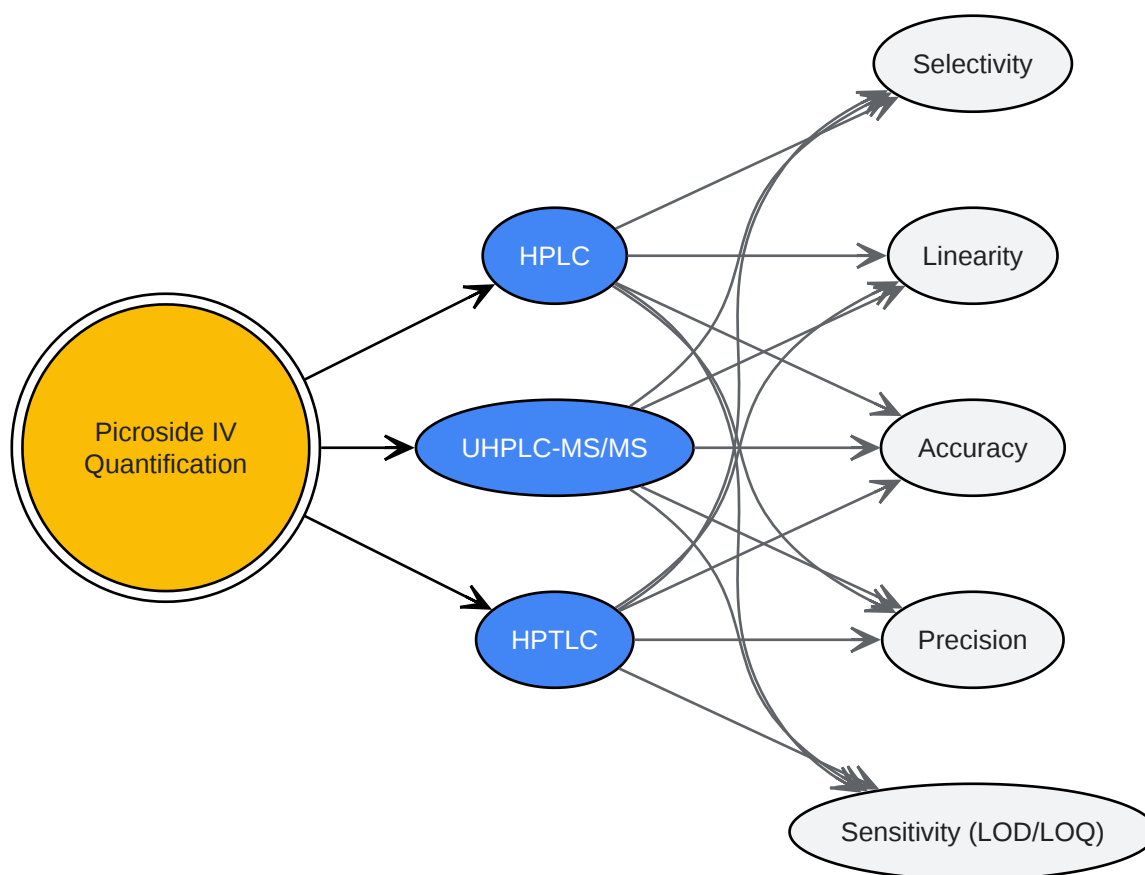 Selectivity
HPLC
Linearity
Picroside IV
Quantification
UHPLC-MS/MS
Accuracy
HPTLC
Precision
Sensitivity (LOD/LOQ)